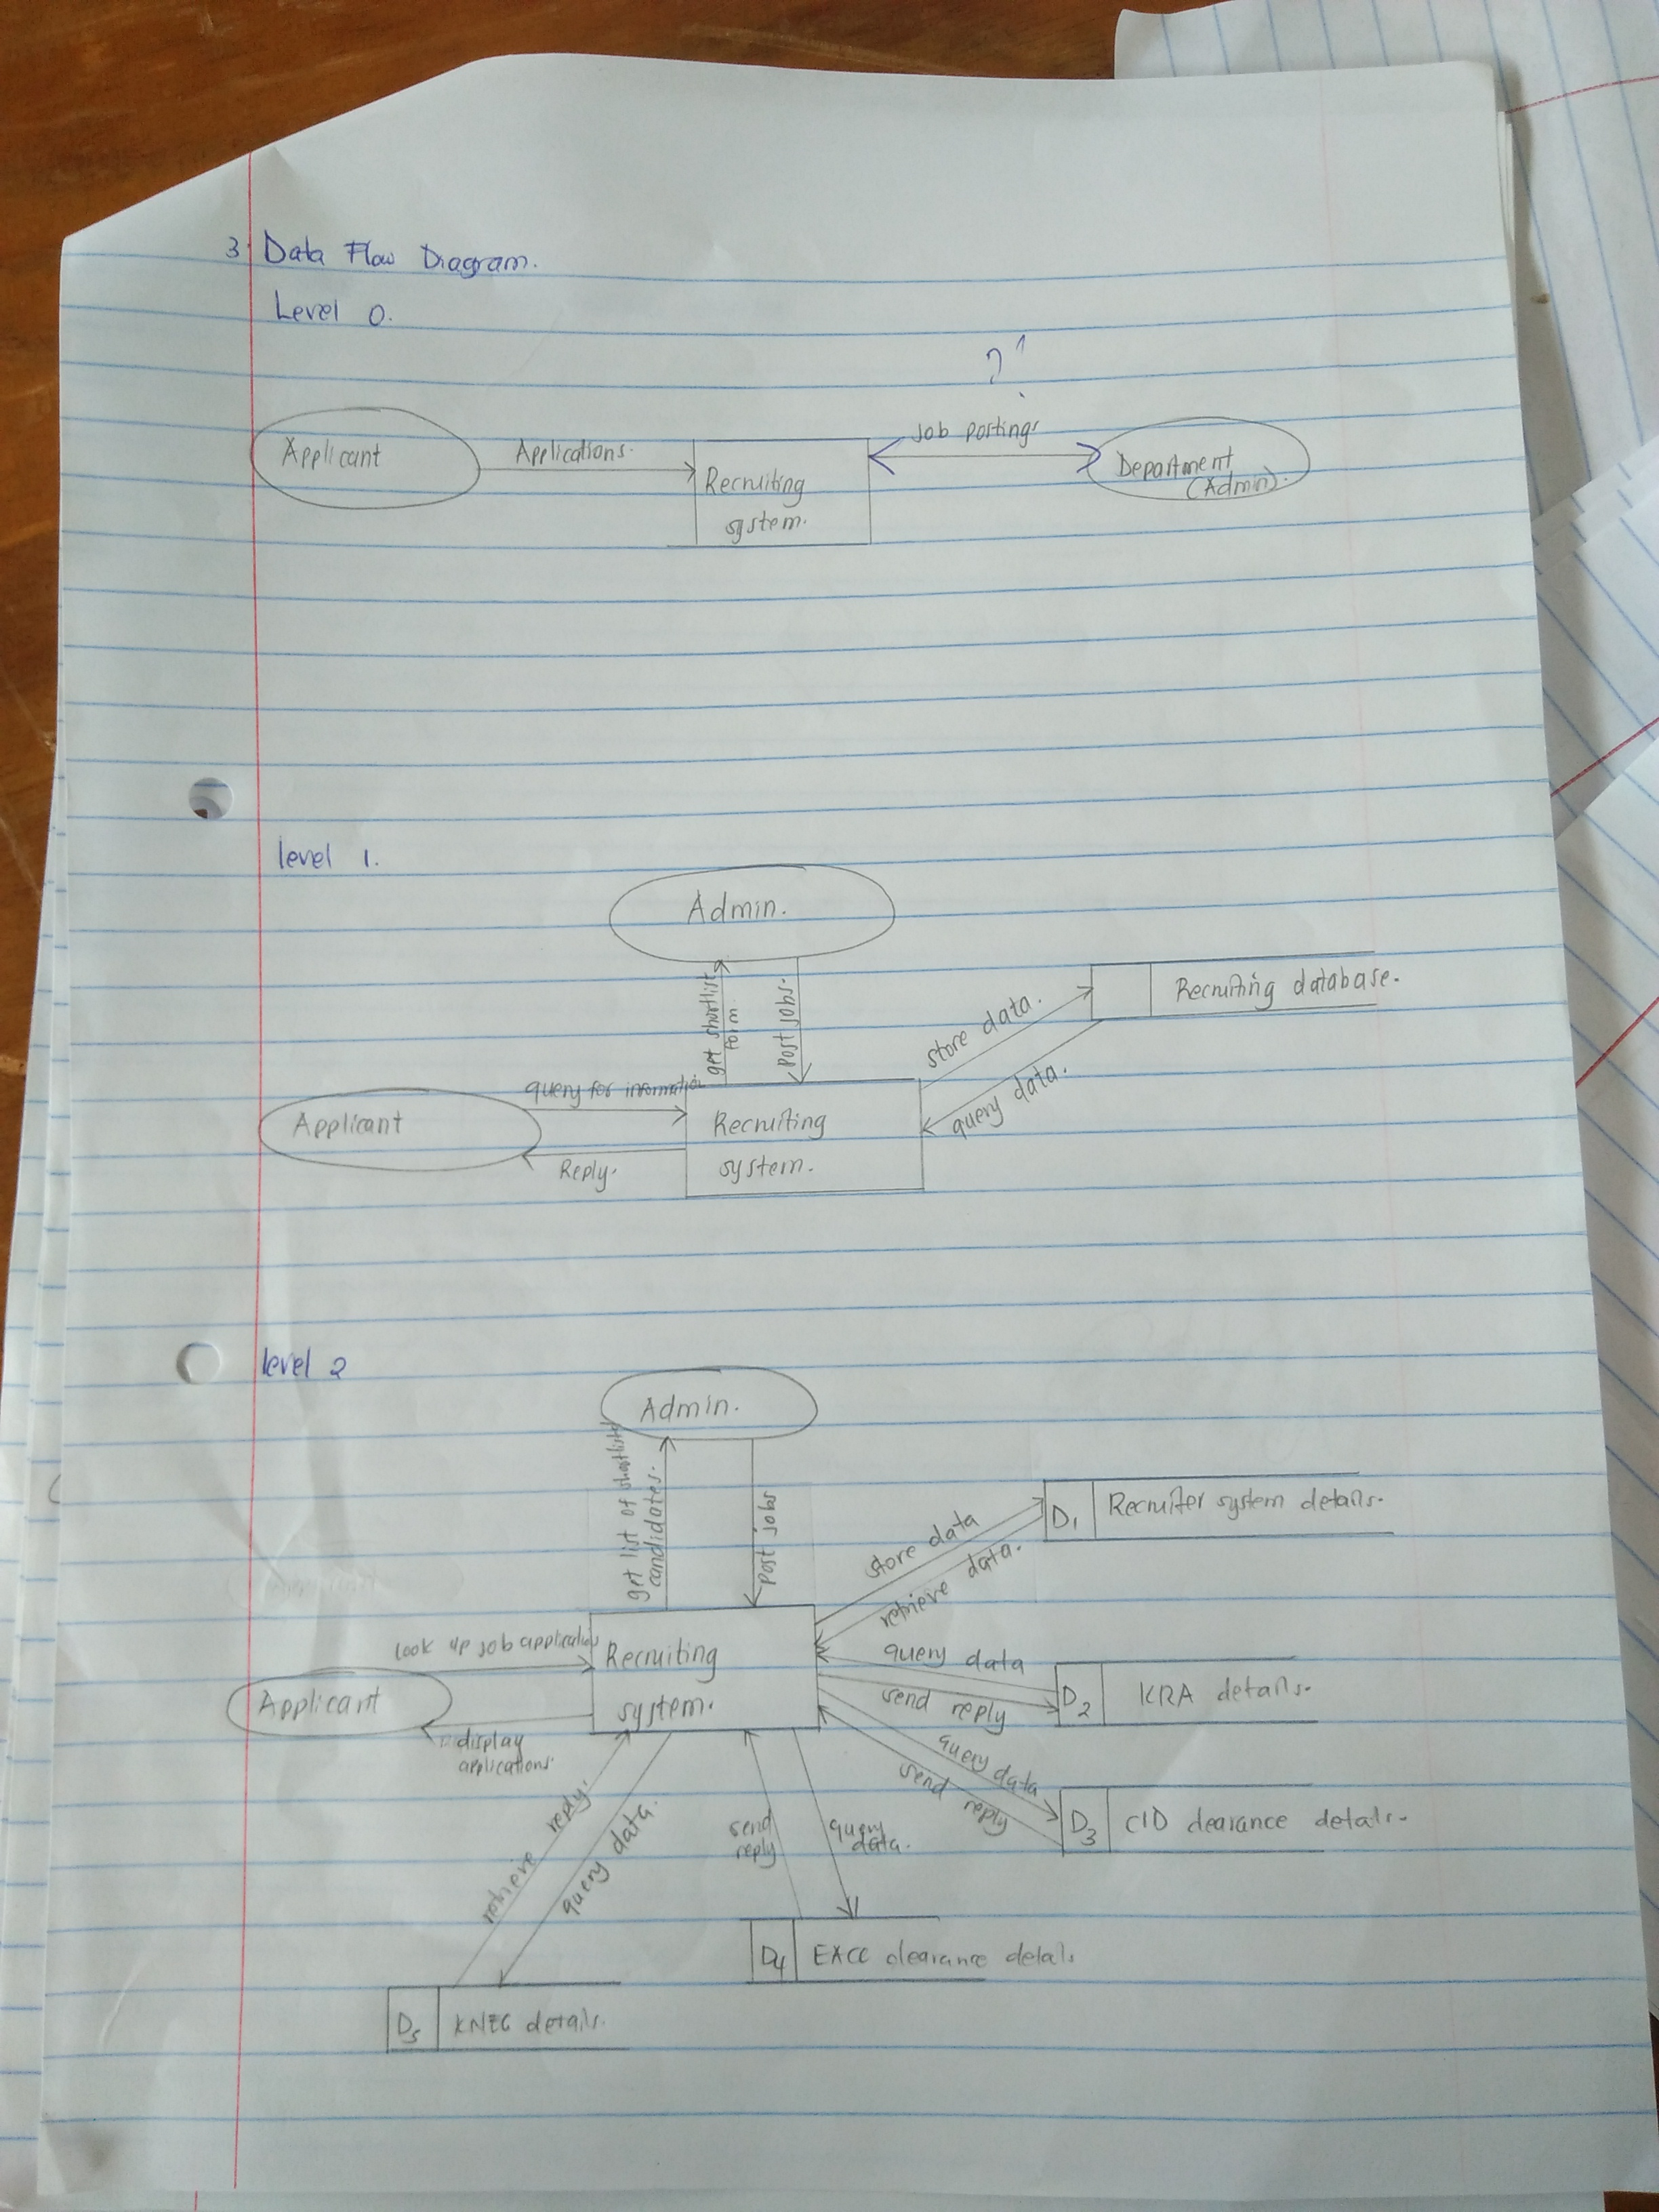 3. Data Flow Diagram.
Level 0.
?
Applicant
Applications.
Recruiting
system.
Job postings
Department
(Admin).
level 1.
Admin.
get shortlist
form.
Post jobs.
store data.
query data.
Recruiting database.
Applicant
query for information
Reply.
Recruiting
system.
level 2
Admin.
get list of
candidates.
Post jobs
store data
retrieve data.
D1 Recruiter system details.
Look up job application
Applicant
display
applications.
Recruiting
system.
query data
send reply
D2 KRA details.
query data
send reply
D3 CID clearance details.
retrieve reply.
query data.
send
reply
query
data.
D4 EACC clearance details
D5 KNEC details.